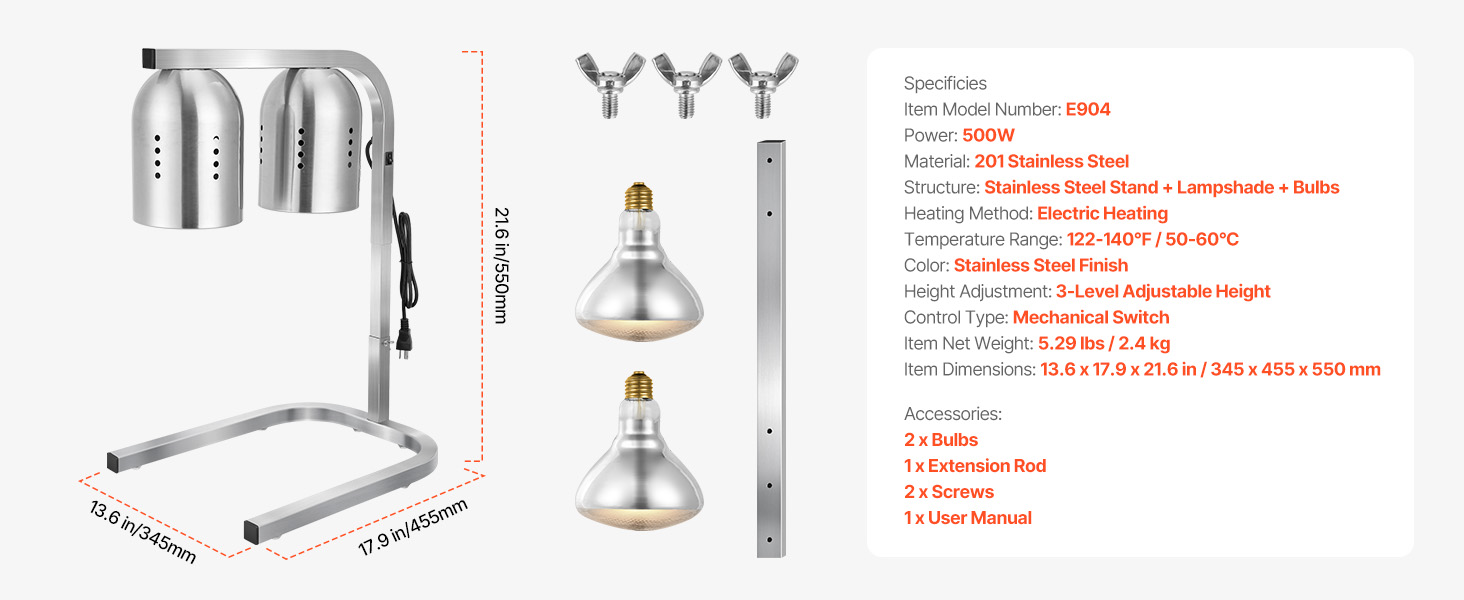 21.6 in/550mm
13.6 in/345mm
17.9 in/455mm
Specificies
Item Model Number: E904
Power: 500W
Material: 201 Stainless Steel
Structure: Stainless Steel Stand + Lampshade + Bulbs
Heating Method: Electric Heating
Temperature Range: 122-140°F / 50-60°C
Color: Stainless Steel Finish
Height Adjustment: 3-Level Adjustable Height
Control Type: Mechanical Switch
Item Net Weight: 5.29 lbs / 2.4 kg
Item Dimensions: 13.6 x 17.9 x 21.6 in / 345 x 455 x 550 mm
Accessories:
2 x Bulbs
1 x Extension Rod
2 x Screws
1 x User Manual